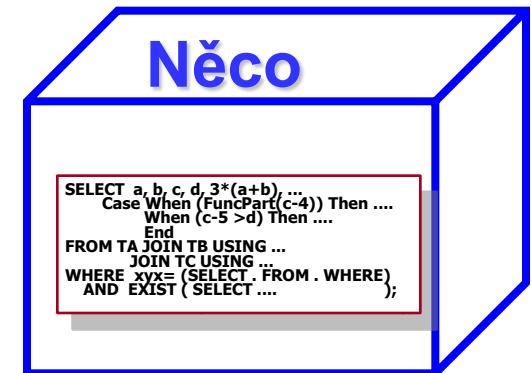 Něco
SELECT a, b, c, d, 3*(a+b), ...
Case When (FuncPart(c-4)) Then ....
When (c-5 >d) Then ....
End
FROM TA JOIN TB USING ...
JOIN TC USING ...
WHERE xyx= (SELECT . FROM . WHERE)
AND EXIST ( SELECT .... );